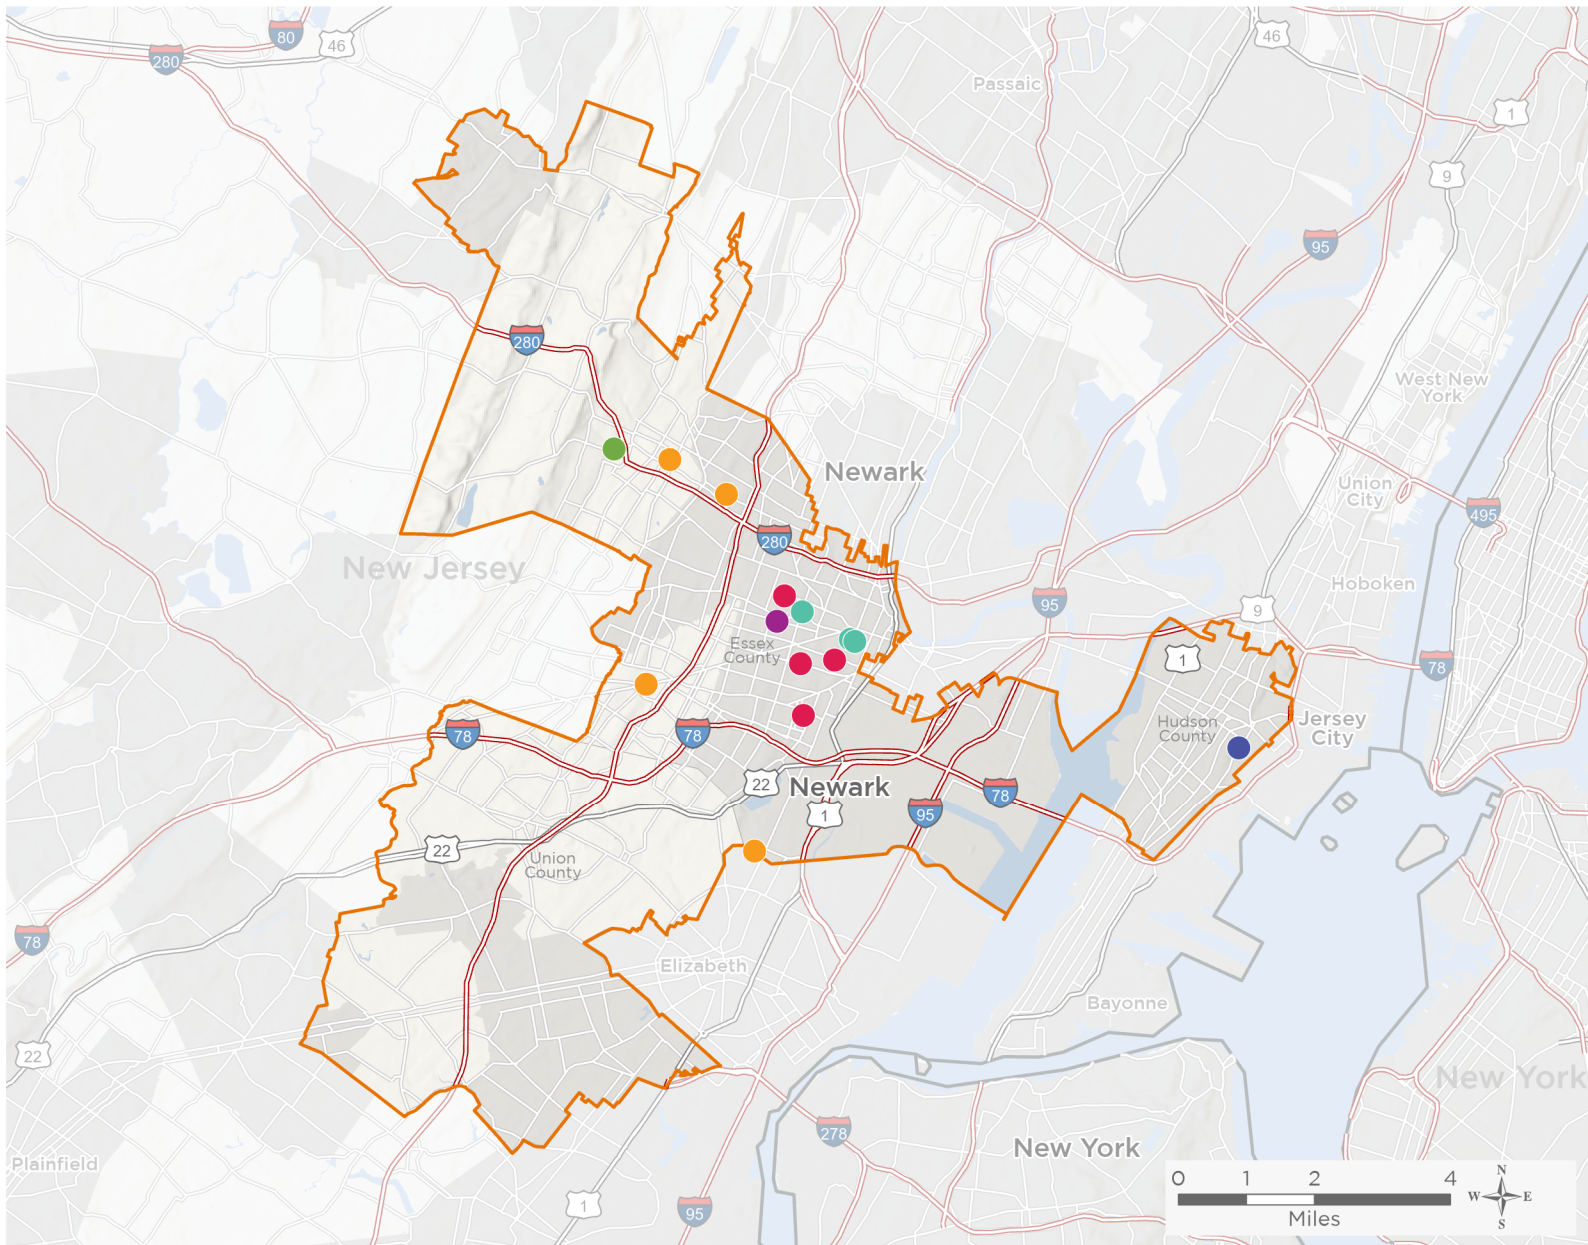 80
46
280
46
Passaic
1
9
95
280
West New
York
Newark
Union
City
495
280
New Jersey
Hoboken
95
9
Essex
County
1
78
78
78
Hudson
County
Jersey
City
22
Newark
78
1
95
22
Union
County
78
Elizabeth
Bayonne
22
New York
278
New York
Plainfield
1
95
0 1 2 4
Miles
N
W E
S